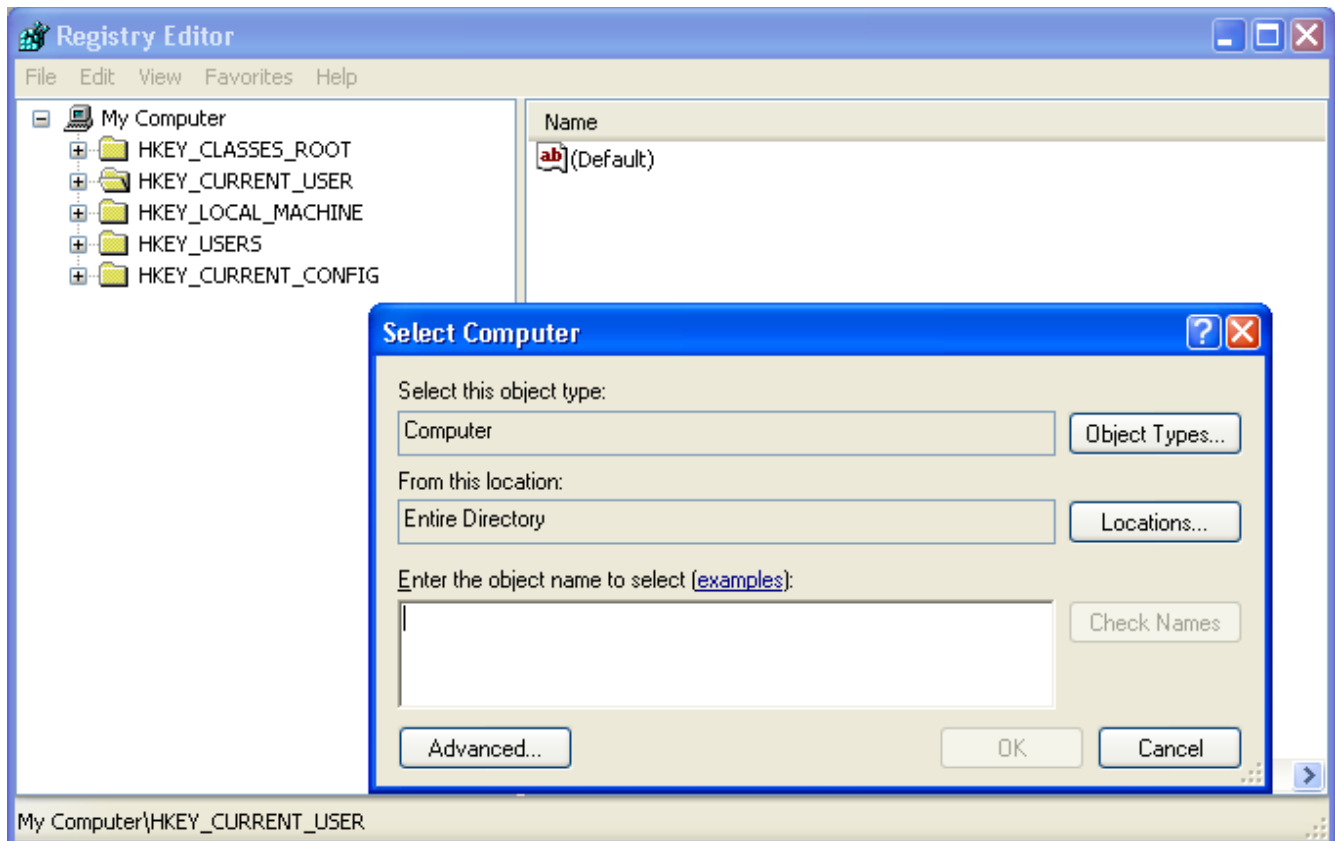 Registry Editor
File Edit View Favorites Help
My Computer
HKEY_CLASSES_ROOT
HKEY_CURRENT_USER
HKEY_LOCAL_MACHINE
HKEY_USERS
HKEY_CURRENT_CONFIG
Name
ab (Default)
Select Computer
Select this object type:
Computer
Object Types...
From this location:
Entire Directory
Locations...
Enter the object name to select (examples):
Check Names
Advanced...
OK
Cancel
My Computer\HKEY_CURRENT_USER